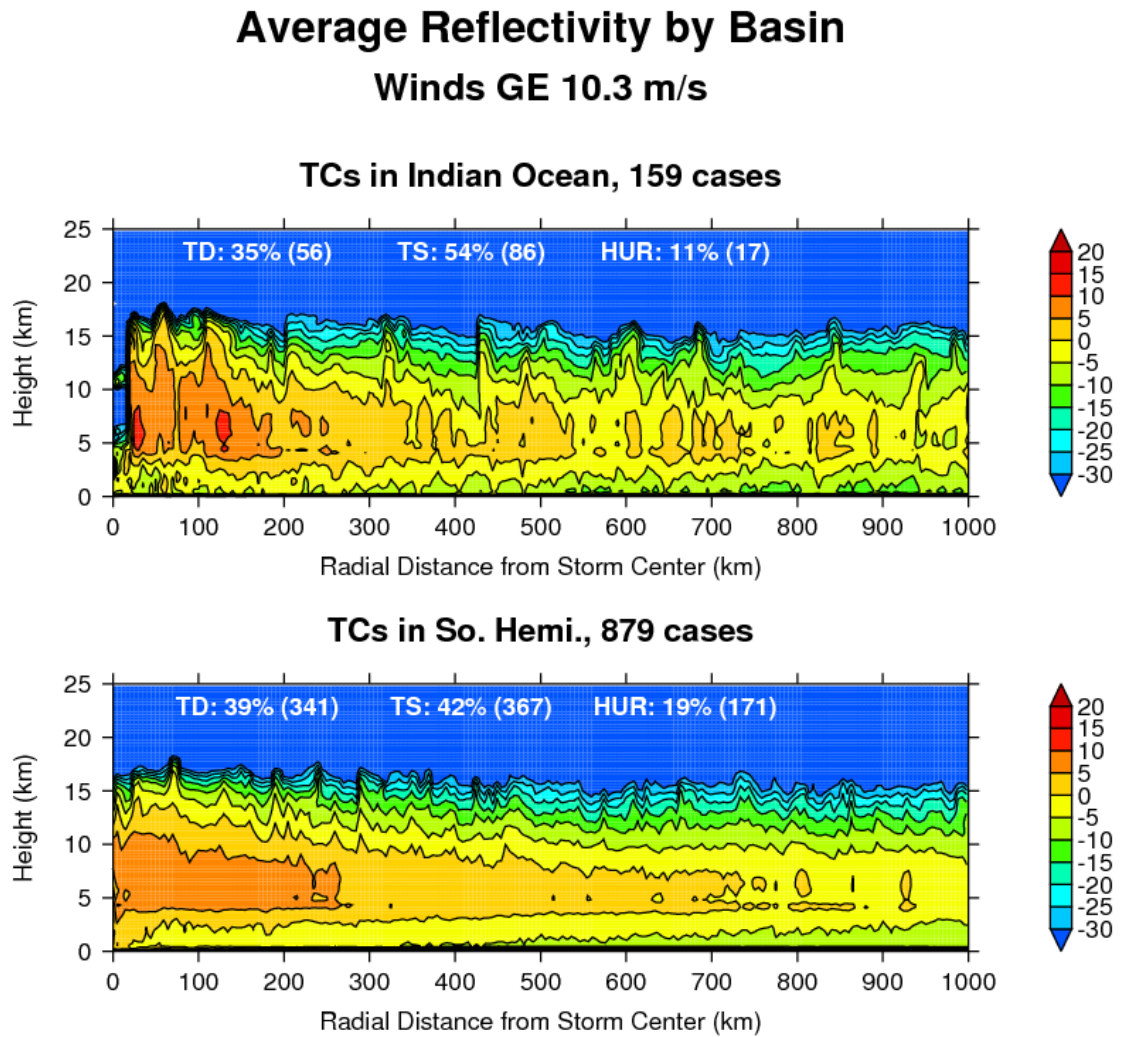 Average Reflectivity by Basin
Winds GE 10.3 m/s
TCs in Indian Ocean, 159 cases
TD: 35% (56) TS: 54% (86) HUR: 11% (17)
Height (km)
25
20
15
10
5
0
0 100 200 300 400 500 600 700 800 900 1000
Radial Distance from Storm Center (km)
20
15
10
5
0
-5
-10
-15
-20
-25
-30
TCs in So. Hemi., 879 cases
TD: 39% (341) TS: 42% (367) HUR: 19% (171)
Height (km)
25
20
15
10
5
0
0 100 200 300 400 500 600 700 800 900 1000
Radial Distance from Storm Center (km)
20
15
10
5
0
-5
-10
-15
-20
-25
-30